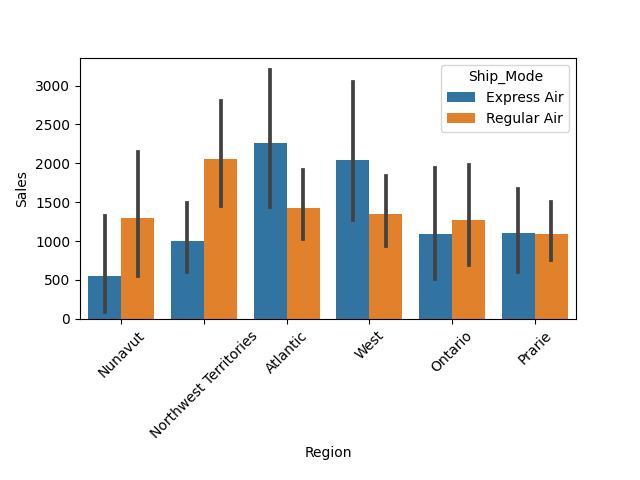 Ship_Mode
Express Air
Regular Air
3000
2500
2000
1500
1000
500
0
Sales
Nunavut
Northwest Territories
Atlantic
West
Ontario
Prarie
Region